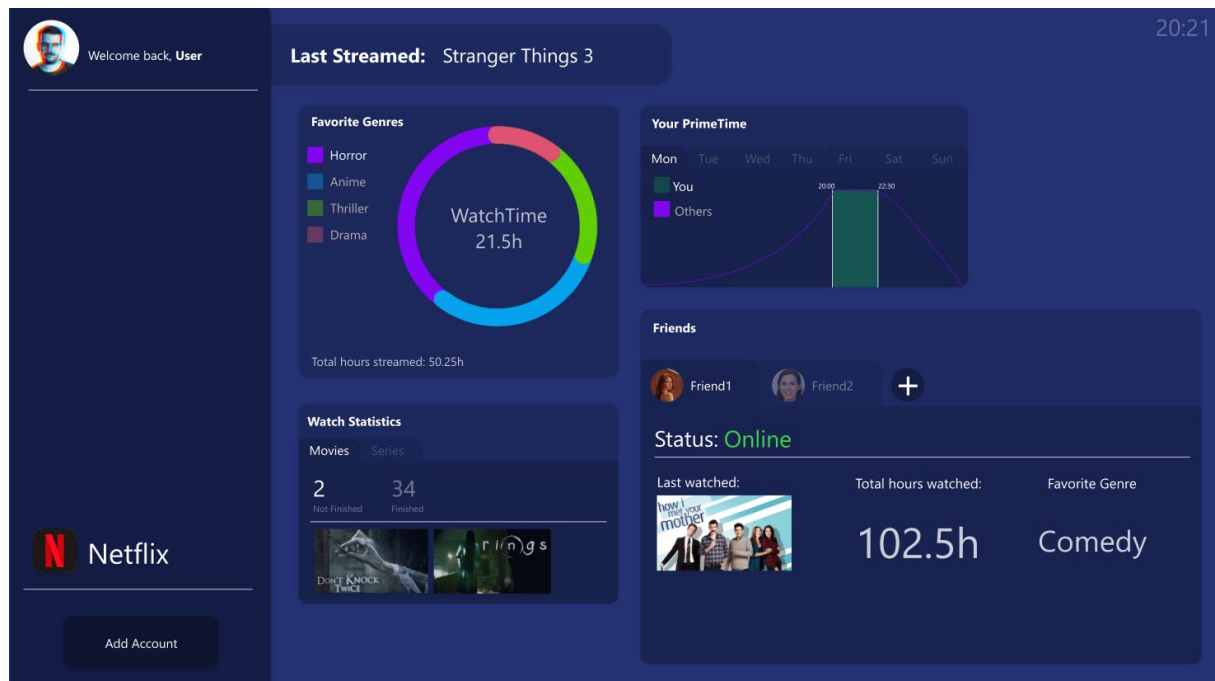 20:21
Welcome back, User
Last Streamed: Stranger Things 3
Favorite Genres
Horror
Anime
Thriller
Drama
WatchTime
21.5h
Total hours streamed: 50.25h
Your PrimeTime
Mon Tue Wed Thu Fri Sat Sun
You
Others
20:00 22:30
Watch Statistics
Movies Series
2 34
Not Finished Finished
DON'T KNOCK
TWICE
rings
Friends
Friend1 Friend2 +
Status: Online
Last watched: Total hours watched: Favorite Genre
how i
met your
mother
102.5h Comedy
N Netflix
Add Account